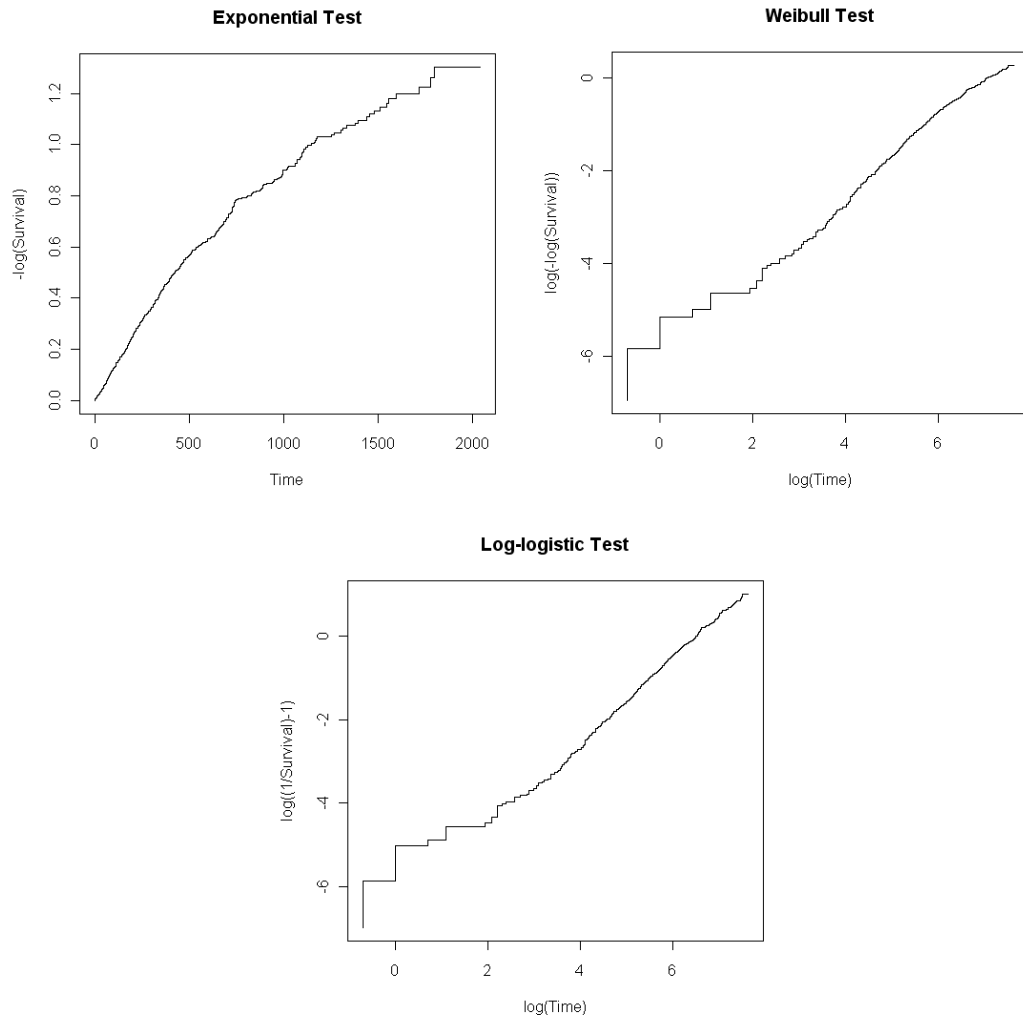 Exponential Test
-log(Survival)
0.0 0.2 0.4 0.6 0.8 1.0 1.2
0 500 1000 1500 2000
Time
Weibull Test
log(-log(Survival))
-6 -4 -2 0
0 2 4 6
log(Time)
Log-logistic Test
log((1/Survival)-1)
-6 -4 -2 0
0 2 4 6
log(Time)